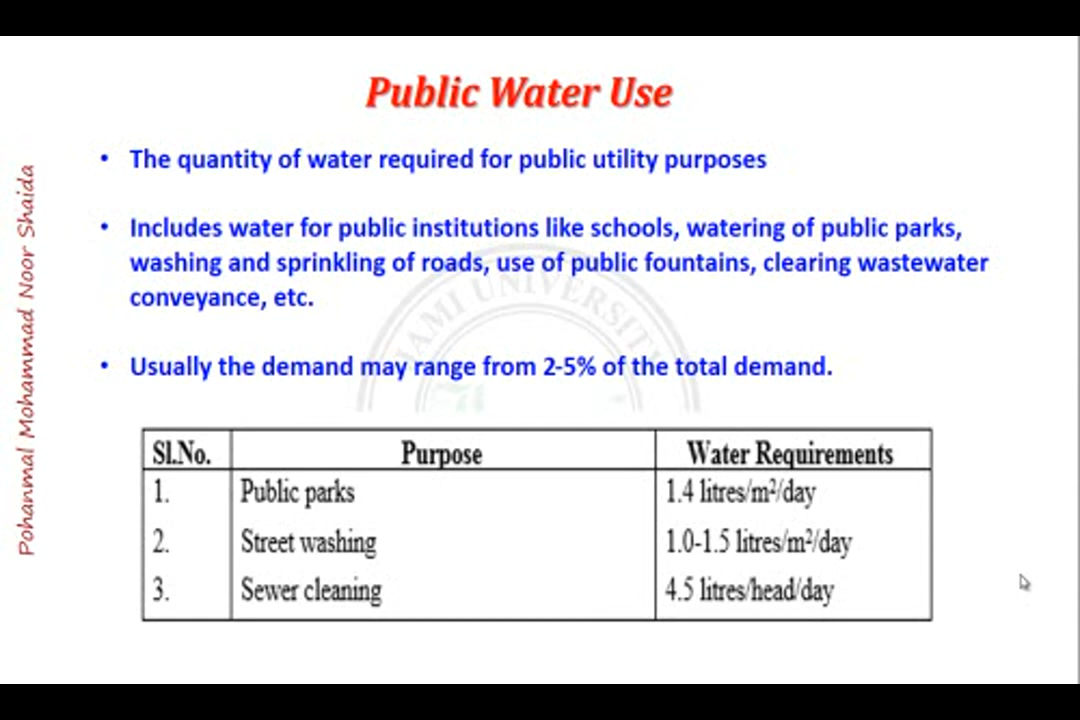 Public Water Use
• The quantity of water required for public utility purposes
• Includes water for public institutions like schools, watering of public parks,
washing and sprinkling of roads, use of public fountains, clearing wastewater
conveyance, etc.
• Usually the demand may range from 2-5% of the total demand.
Sl.No. Purpose Water Requirements
1. Public parks 1.4 litres/m²/day
2. Street washing 1.0-1.5 litres/m²/day
3. Sewer cleaning 4.5 litres/head/day
Pohanmal Mohammad Noor Shaida
JAMI UNIVERSITY